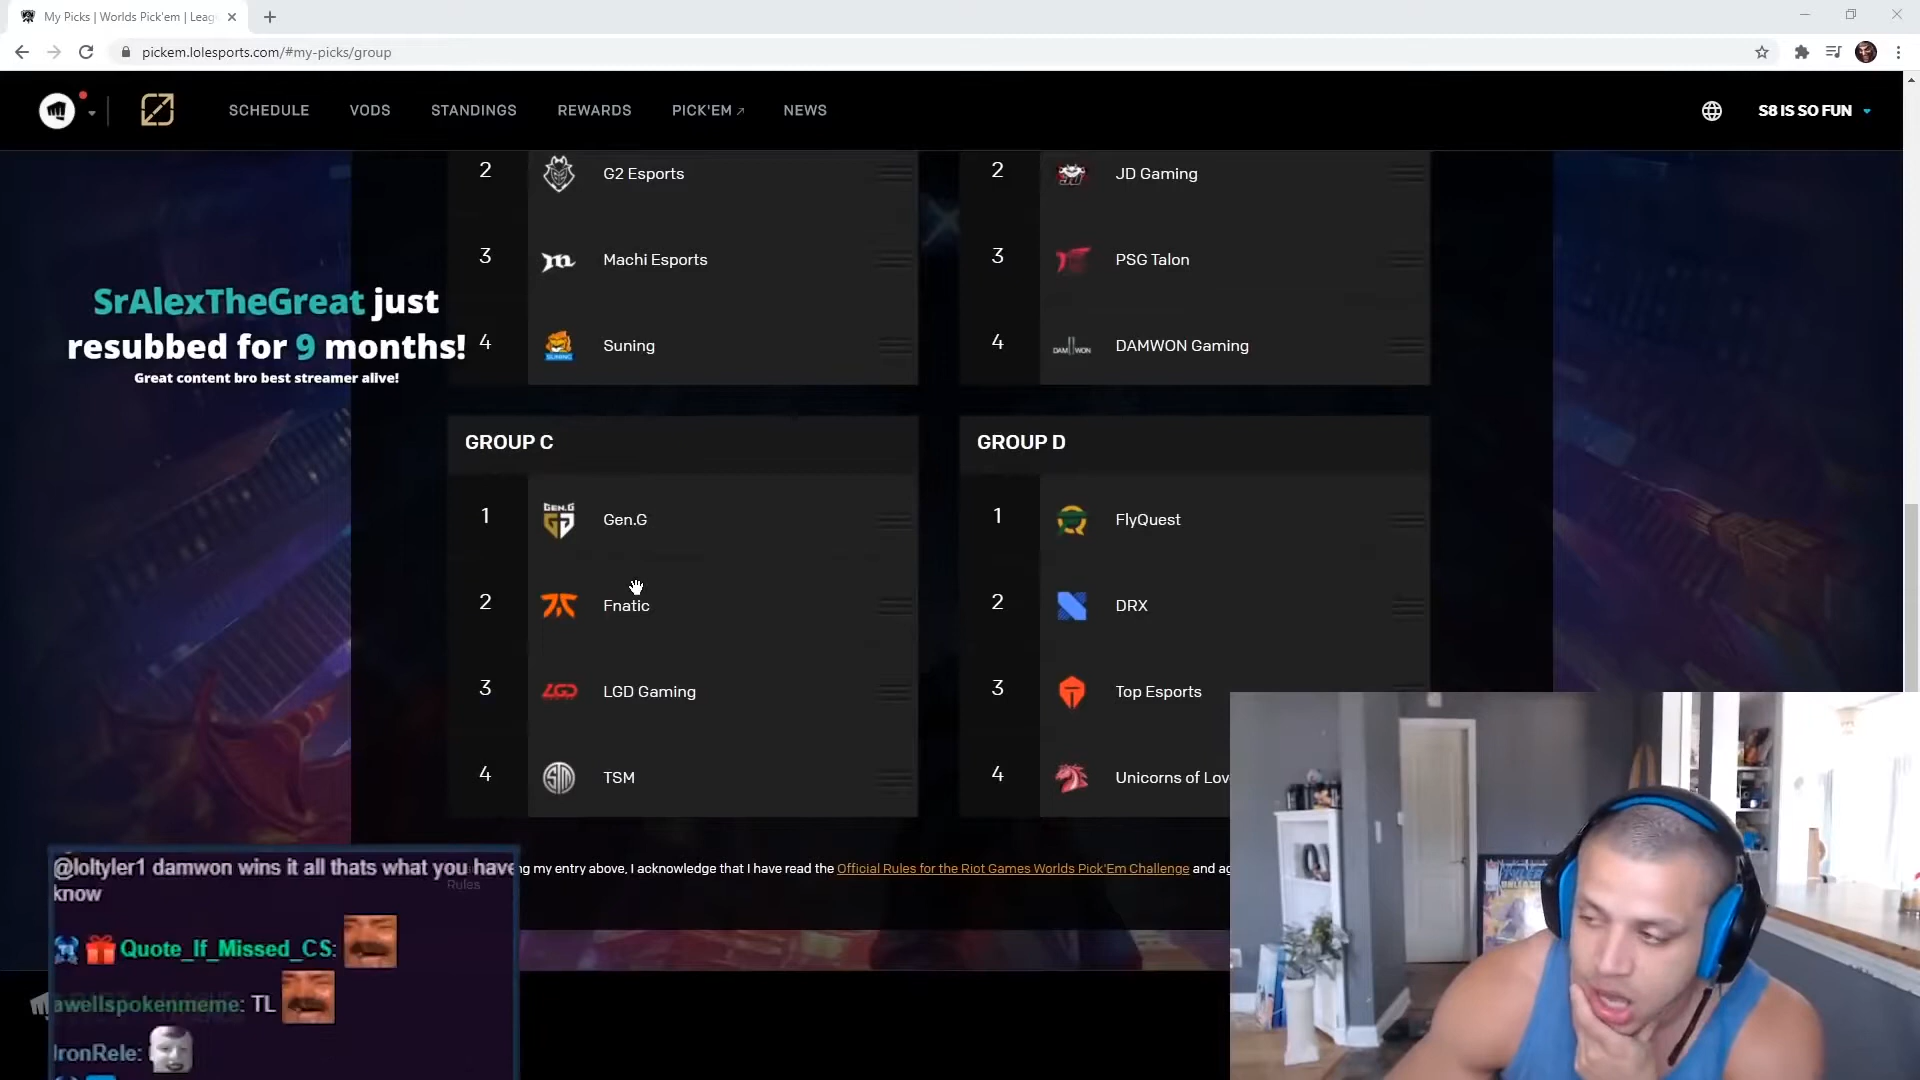 My Picks | Worlds Pick'em | Leag
pickem.lolesports.com/#my-picks/group
SCHEDULE
VODS
STANDINGS
REWARDS
PICK'EM
NEWS
S8 IS SO FUN
2
G2 Esports
3
Machi Esports
4
Suning
2
JD Gaming
3
PSG Talon
4
DAMWON Gaming
SrAlexTheGreat just
resubbed for 9 months!
Great content bro best streamer alive!
GROUP C
1
GEN.G
Gen.G
2
Fnatic
3
LGD
LGD Gaming
4
TSM
GROUP D
1
FlyQuest
2
DRX
3
Top Esports
4
Unicorns of Lov
ng my entry above, I acknowledge that I have read the Official Rules for the Riot Games Worlds Pick'Em Challenge and ag
Rules
@loltyler1 damwon wins it all thats what you have
know
Quote_If_Missed_CS:
awellspokenmeme: TL
IronRele: